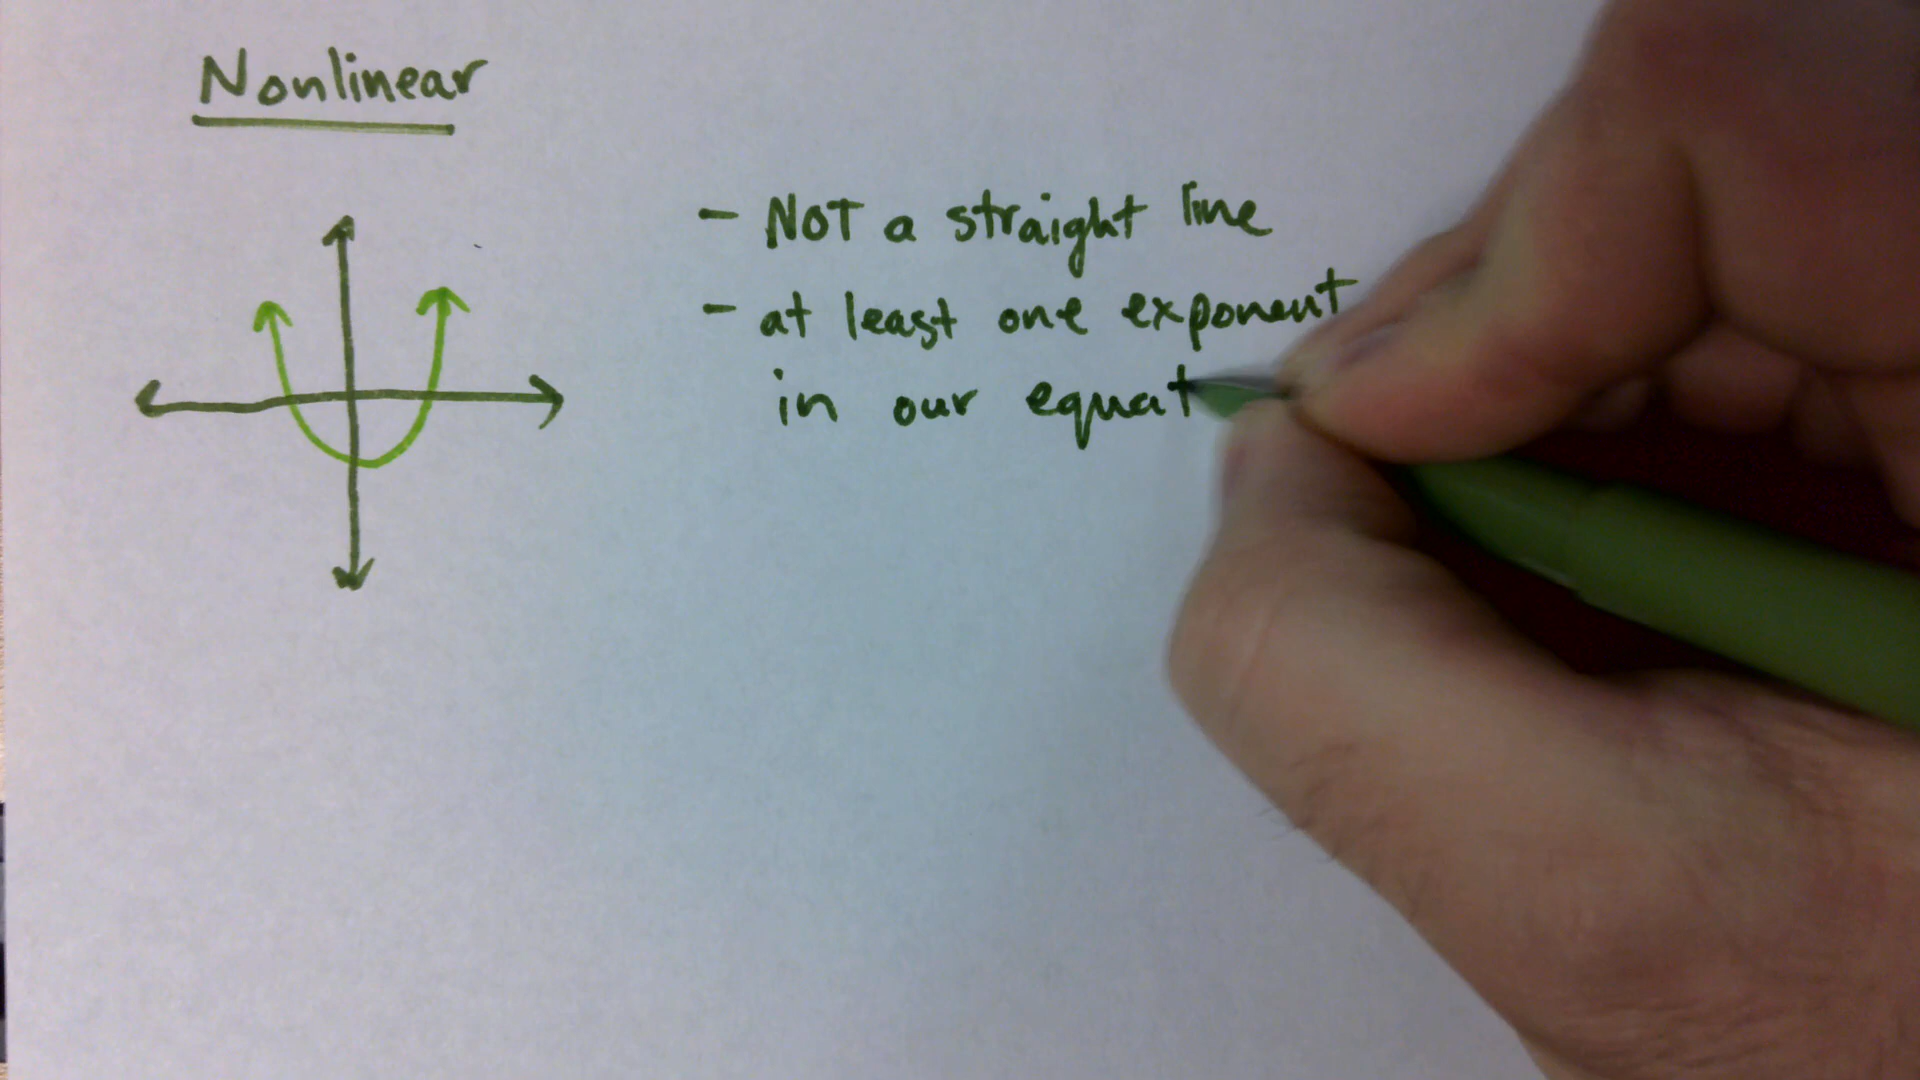 Nonlinear
- NOT a straight line
- at least one exponent
in our equat